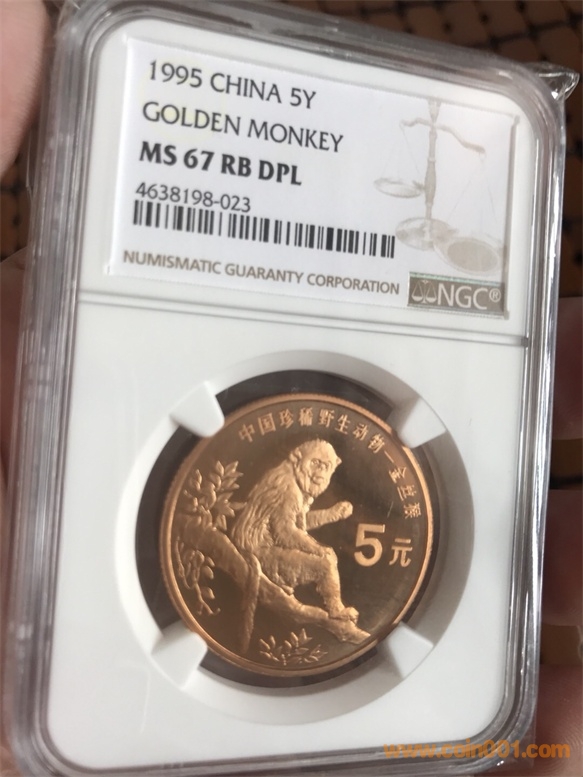 1995 CHINA 5Y
GOLDEN MONKEY
MS 67 RB DPL
4638198-023
NUMISMATIC GUARANTY CORPORATION
NGC®
中国珍稀野生动物—金丝猴
5元
www.coin001.com